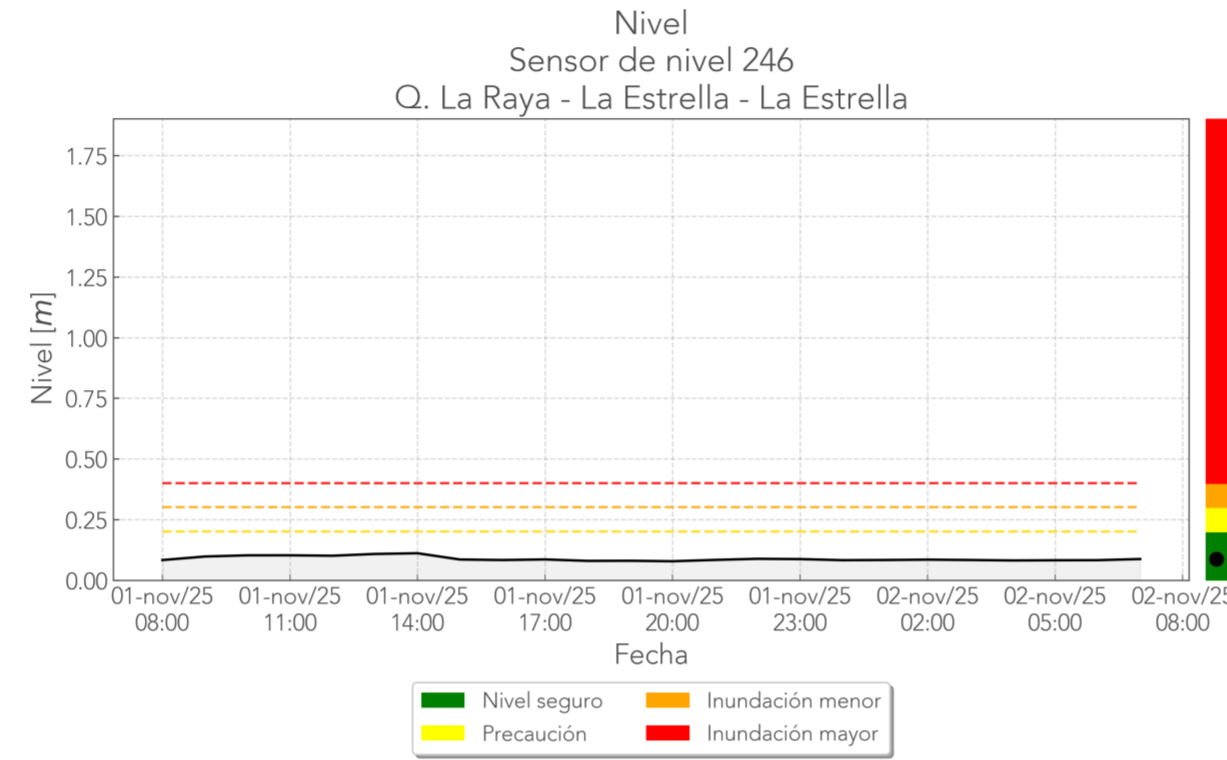 Nivel
Sensor de nivel 246
Q. La Raya - La Estrella - La Estrella
Nivel [m]
1.75
1.50
1.25
1.00
0.75
0.50
0.25
0.00
01-nov/25 01-nov/25 01-nov/25 01-nov/25 01-nov/25 01-nov/25 02-nov/25 02-nov/25 02-nov/25
08:00 11:00 14:00 17:00 20:00 23:00 02:00 05:00 08:00
Fecha
Nivel seguro Inundación menor
Precaución Inundación mayor